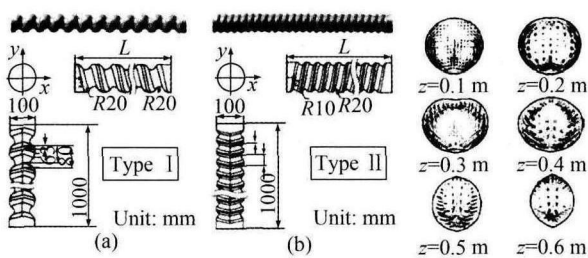 y
L
x
R20
R20
100
Type I
1000
Unit: mm
(a)
y
L
x
R10
R20
100
Type II
1000
Unit: mm
(b)
z=0.1 m
z=0.2 m
z=0.3 m
z=0.4 m
z=0.5 m
z=0.6 m